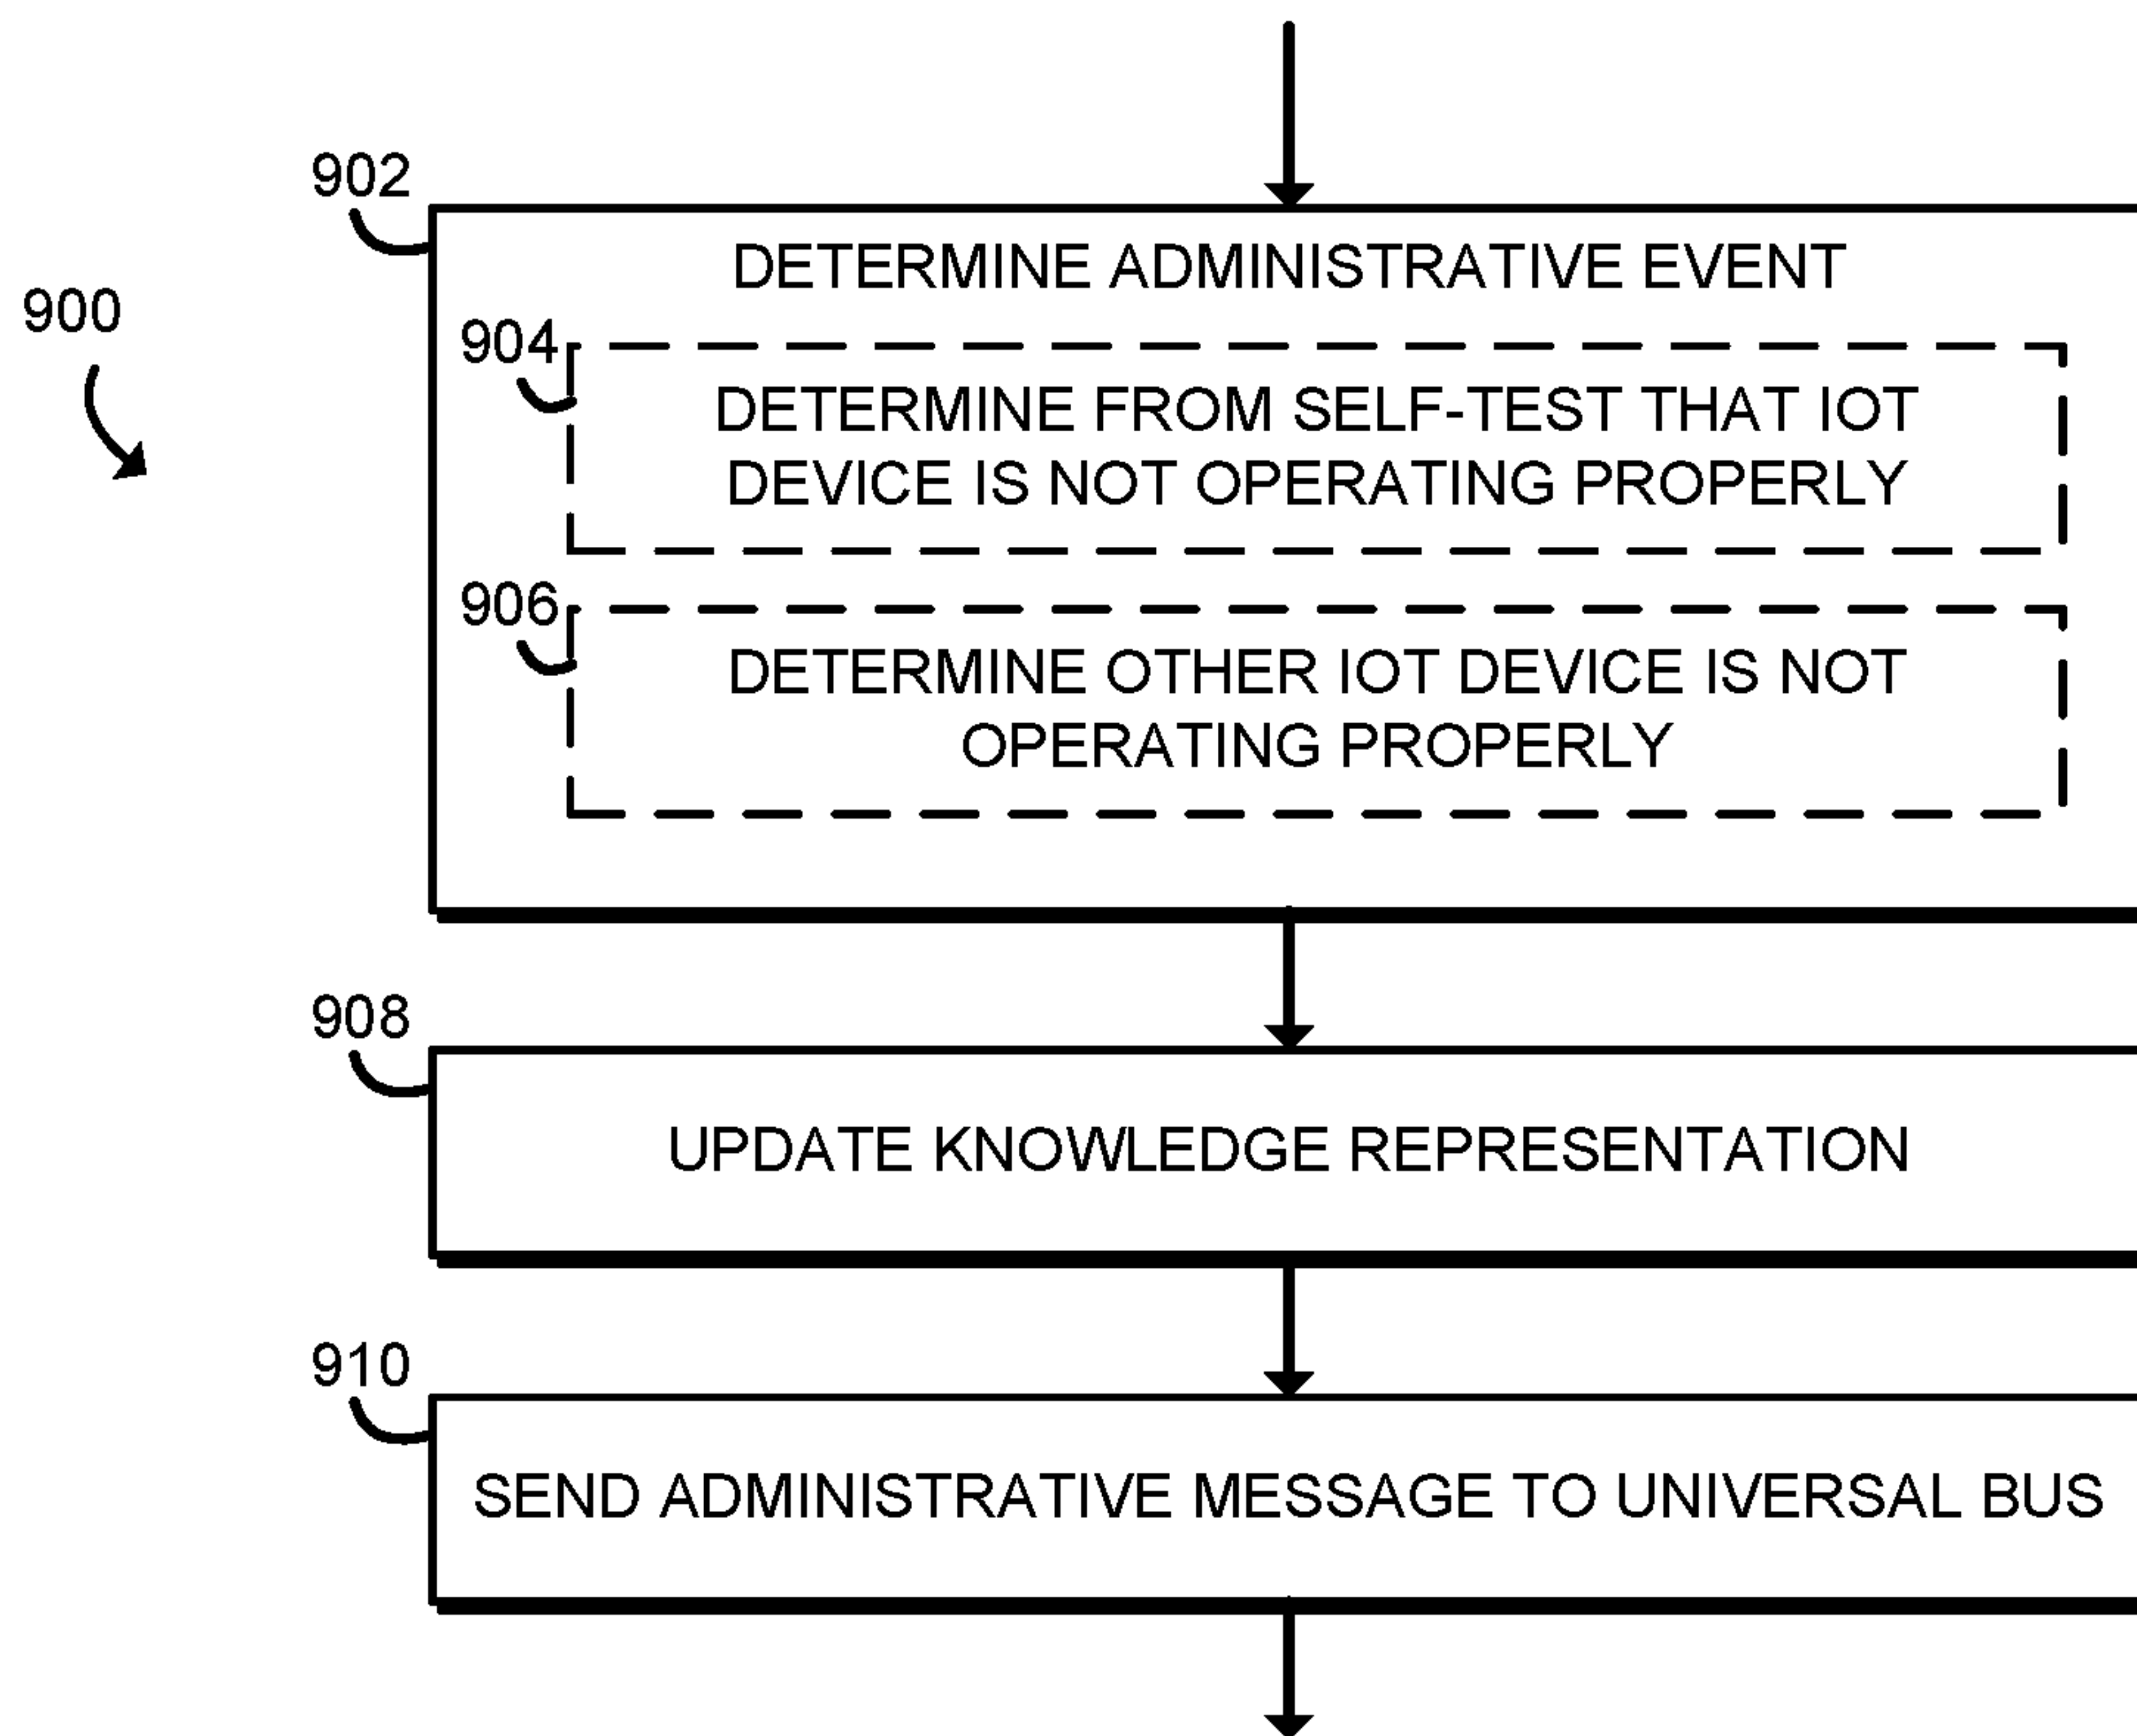 902
DETERMINE ADMINISTRATIVE EVENT
900
904
DETERMINE FROM SELF-TEST THAT IOT
DEVICE IS NOT OPERATING PROPERLY
906
DETERMINE OTHER IOT DEVICE IS NOT
OPERATING PROPERLY
908
UPDATE KNOWLEDGE REPRESENTATION
910
SEND ADMINISTRATIVE MESSAGE TO UNIVERSAL BUS